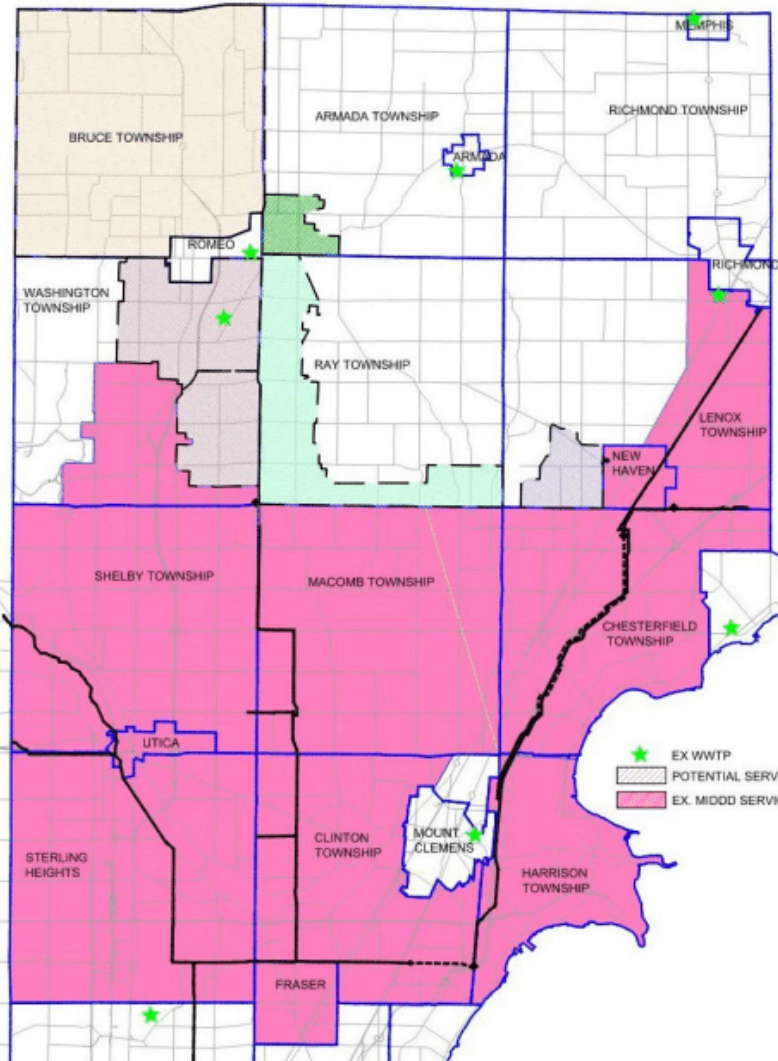 MEMPHIS
ARMADA TOWNSHIP
RICHMOND TOWNSHIP
BRUCE TOWNSHIP
ARMADA
ROMEO
RICHMOND
WASHINGTON
TOWNSHIP
RAY TOWNSHIP
LENOX
TOWNSHIP
NEW
HAVEN
SHELBY TOWNSHIP
MACOMB TOWNSHIP
CHESTERFIELD
TOWNSHIP
UTICA
EX WWTP
POTENTIAL SERV
EX. MIDDD SERVI
MOUNT
CLEMENS
CLINTON
TOWNSHIP
STERLING
HEIGHTS
HARRISON
TOWNSHIP
FRASER